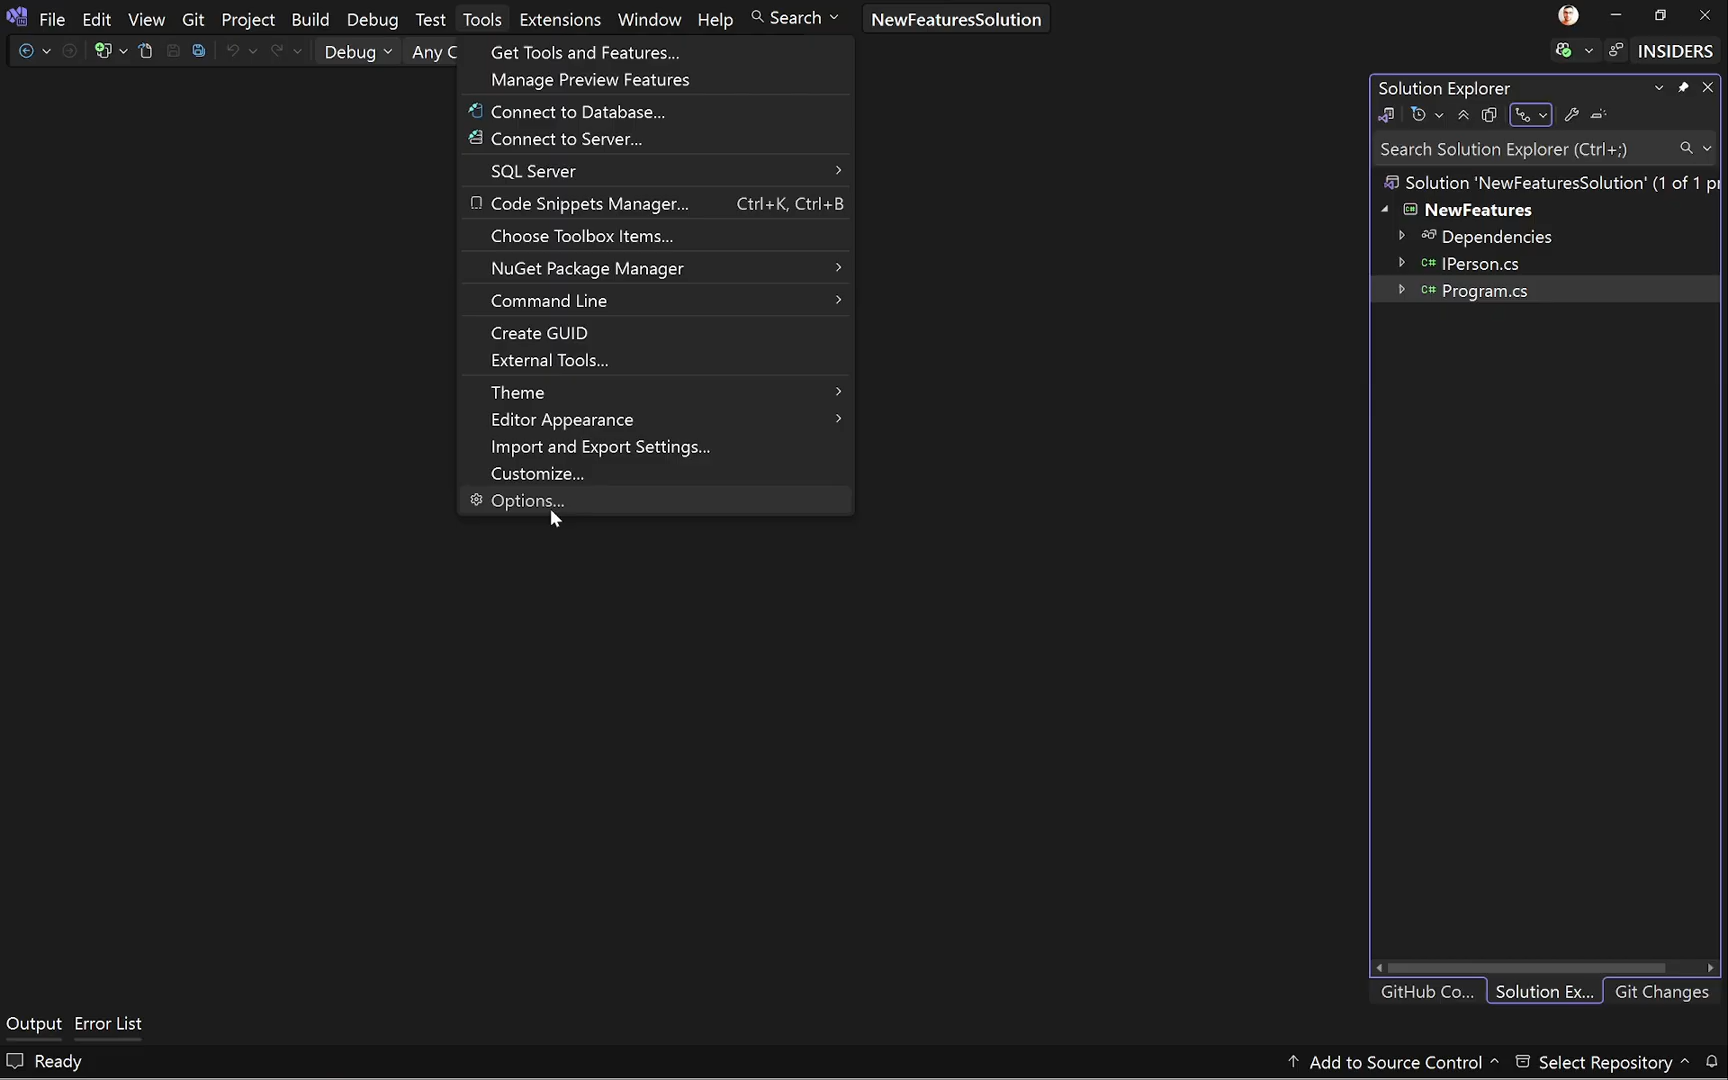 File Edit View Git Project Build Debug Test Tools Extensions Window Help Search NewFeaturesSolution
Debug Any C INSIDERS
Get Tools and Features...
Manage Preview Features
Connect to Database...
Connect to Server...
SQL Server
Code Snippets Manager... Ctrl+K, Ctrl+B
Choose Toolbox Items...
NuGet Package Manager
Command Line
Create GUID
External Tools...
Theme
Editor Appearance
Import and Export Settings...
Customize...
Options...
Solution Explorer
Search Solution Explorer (Ctrl+;)
Solution 'NewFeaturesSolution' (1 of 1 pr
C# NewFeatures
Dependencies
C# IPerson.cs
C# Program.cs
GitHub Co... Solution Ex... Git Changes
Output Error List
Ready Add to Source Control Select Repository